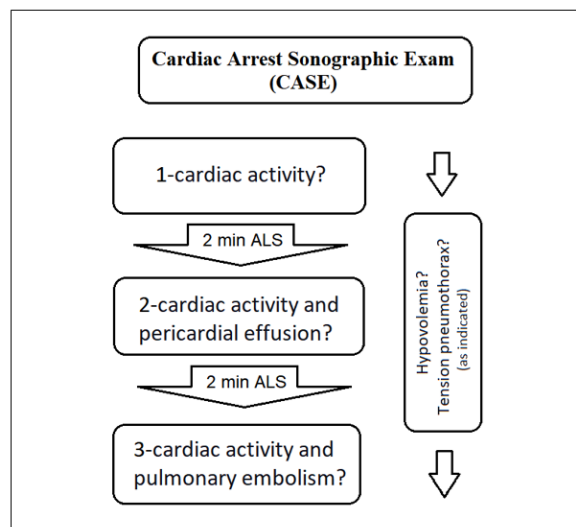 Cardiac Arrest Sonographic Exam
(CASE)
1-cardiac activity?
2 min ALS
2-cardiac activity and
pericardial effusion?
2 min ALS
3-cardiac activity and
pulmonary embolism?
Hypovolemia?
Tension pneumothorax?
(as indicated)